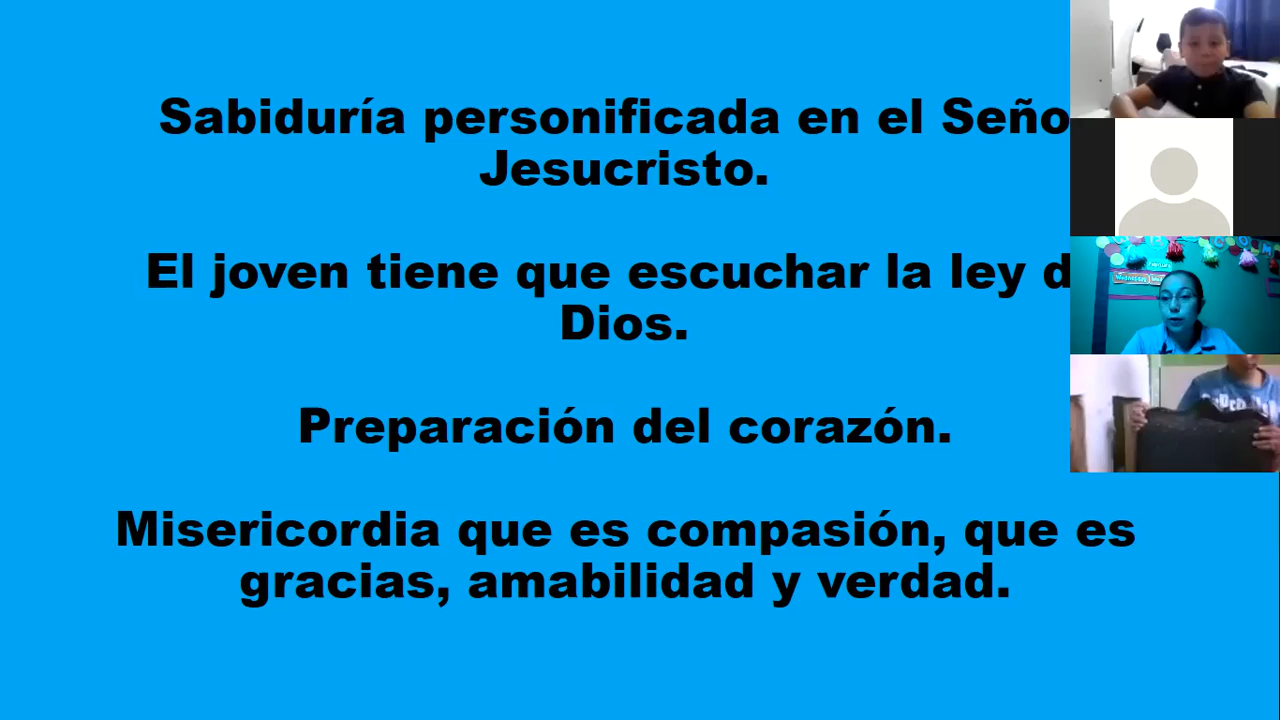 Sabiduría personificada en el Seño
Jesucristo.
El joven tiene que escuchar la ley d
Dios.
Preparación del corazón.
Misericordia que es compasión, que es
gracias, amabilidad y verdad.